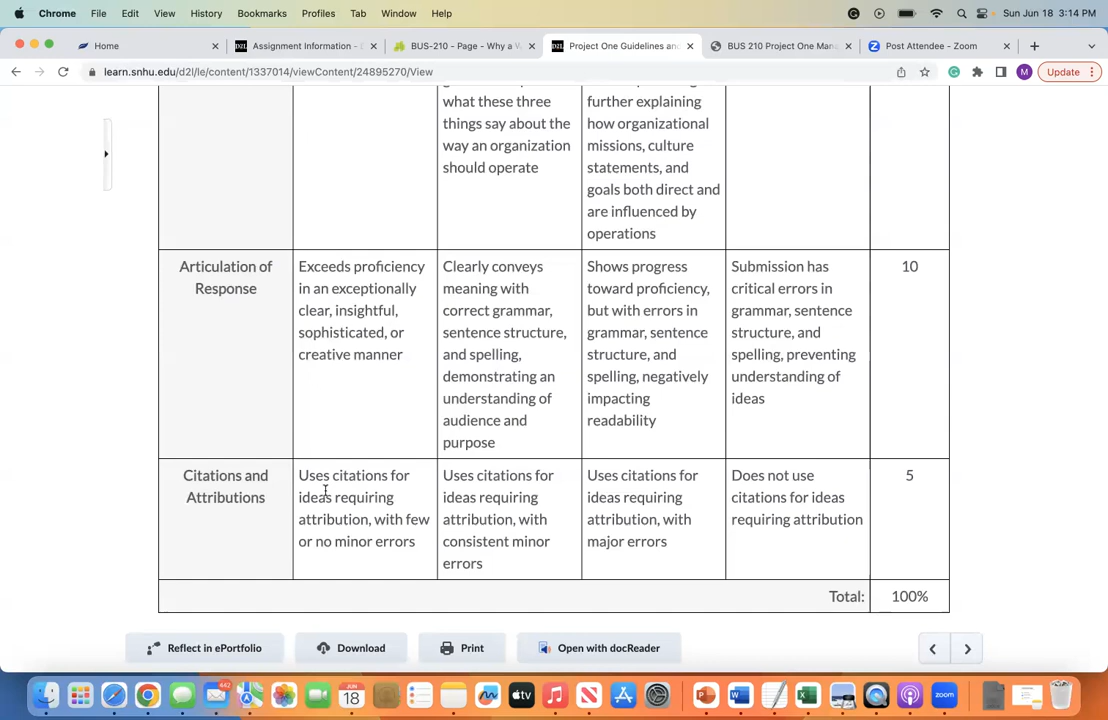 Chrome File Edit View History Bookmarks Profiles Tab Window Help Sun Jun 18 3:14 PM
Home D2L Assignment Information - BUS-210 - Page - Why a D2L Project One Guidelines and BUS 210 Project One Man Post Attendee - Zoom
learn.snhu.edu/d2l/le/content/1337014/viewContent/24895270/View M Update
what these three
things say about the
way an organization
should operate
further explaining
how organizational
missions, culture
statements, and
goals both direct and
are influenced by
operations
Articulation of
Response
Exceeds proficiency
in an exceptionally
clear, insightful,
sophisticated, or
creative manner
Clearly conveys
meaning with
correct grammar,
sentence structure,
and spelling,
demonstrating an
understanding of
audience and
purpose
Shows progress
toward proficiency,
but with errors in
grammar, sentence
structure, and
spelling, negatively
impacting
readability
Submission has
critical errors in
grammar, sentence
structure, and
spelling, preventing
understanding of
ideas
10
Citations and
Attributions
Uses citations for
ideas requiring
attribution, with few
or no minor errors
Uses citations for
ideas requiring
attribution, with
consistent minor
errors
Uses citations for
ideas requiring
attribution, with
major errors
Does not use
citations for ideas
requiring attribution
5
Total: 100%
Reflect in ePortfolio Download Print Open with docReader
442 JUN 18 tv zoom